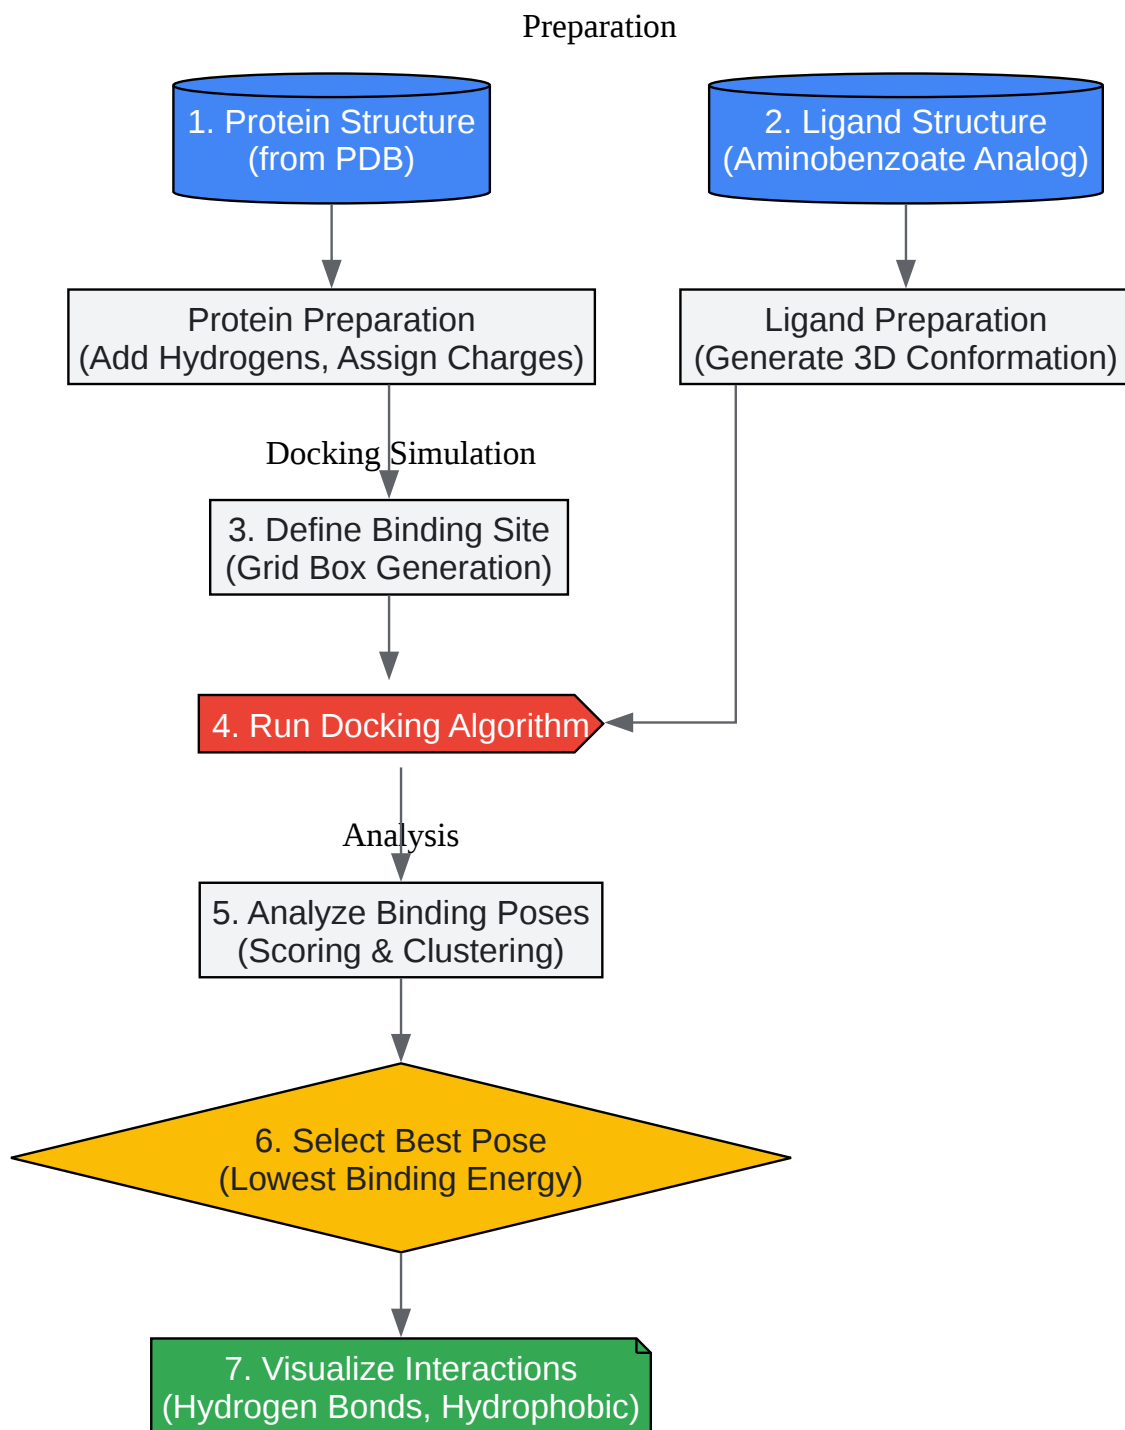 Preparation
1. Protein Structure
(from PDB)
2. Ligand Structure
(Aminobenzoate Analog)
Protein Preparation
(Add Hydrogens, Assign Charges)
Ligand Preparation
(Generate 3D Conformation)
Docking Simulation
3. Define Binding Site
(Grid Box Generation)
4. Run Docking Algorithm
Analysis
5. Analyze Binding Poses
(Scoring & Clustering)
6. Select Best Pose
(Lowest Binding Energy)
7. Visualize Interactions
(Hydrogen Bonds, Hydrophobic)